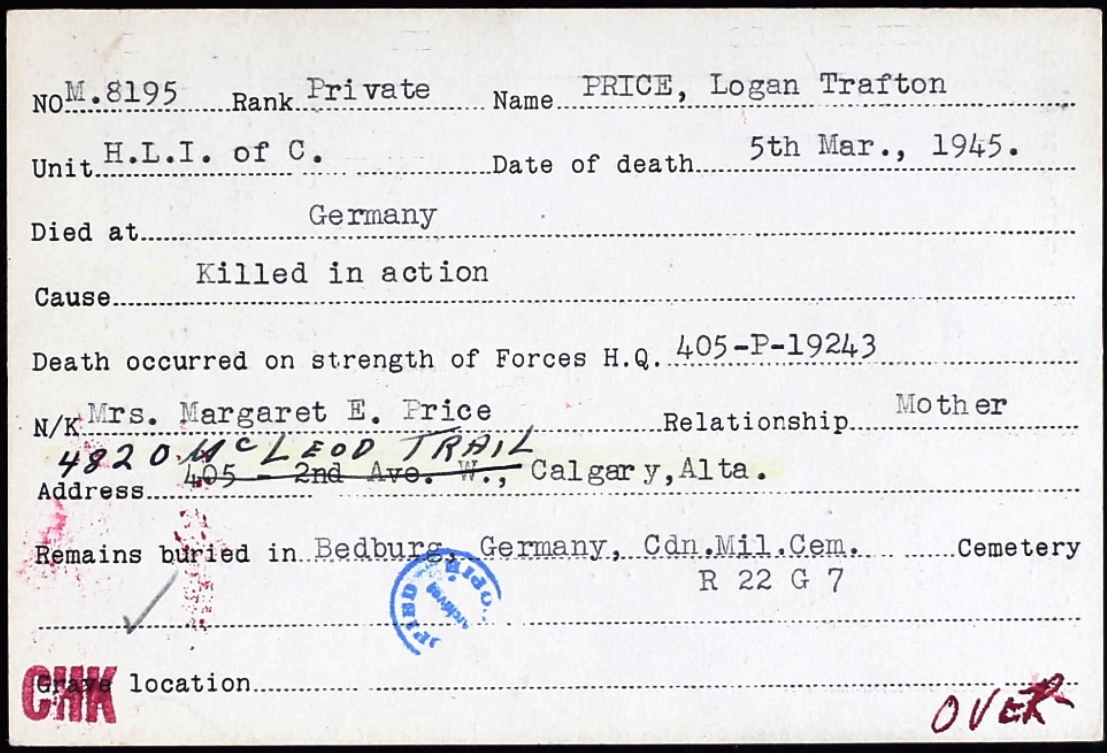 NO M.8195 Rank Private Name PRICE, Logan Trafton
Unit H.L.I. of C. Date of death 5th Mar., 1945.
Died at Germany
Cause Killed in action
Death occurred on strength of Forces H.Q. 405-P-19243
N/K Mrs. Margaret E. Price Relationship Mother
4820 McLEOD TRAIL
Address 405 - 2nd Ave. W., Calgary, Alta.
Remains buried in Bedburg, Germany, Cdn.Mil.Cem. Cemetery
R 22 G 7
Grave location
CHK
OVER